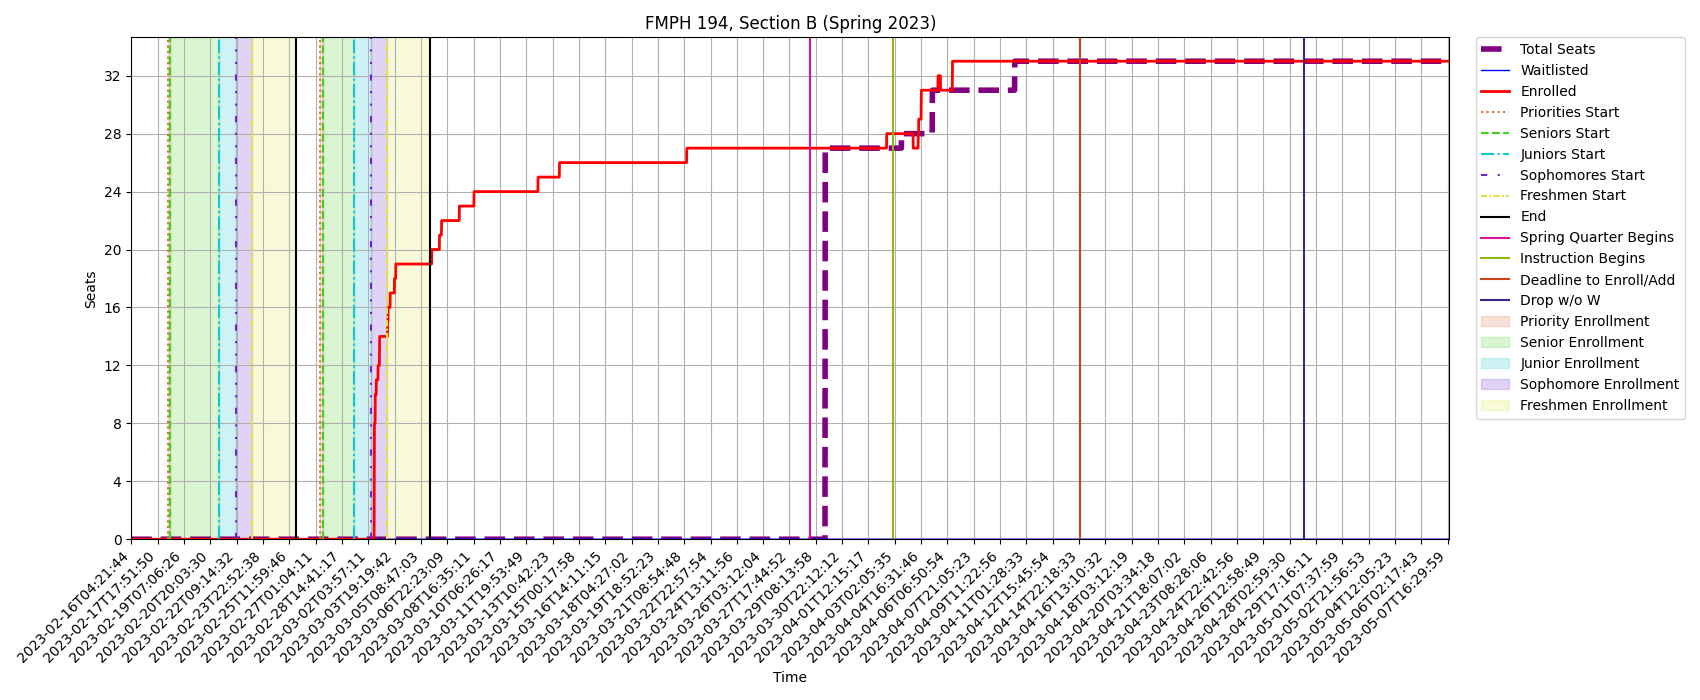 FMPH 194, Section B (Spring 2023)
Seats
32
28
24
20
16
12
8
4
0
2023-02-16T04:21:44
2023-02-17T17:51:50
2023-02-19T07:06:26
2023-02-20T20:03:30
2023-02-22T09:14:32
2023-02-23T22:52:38
2023-02-25T11:59:46
2023-02-27T01:04:11
2023-02-28T14:41:17
2023-03-02T03:57:11
2023-03-03T19:19:42
2023-03-05T08:47:03
2023-03-06T22:23:09
2023-03-08T16:35:11
2023-03-10T06:26:17
2023-03-11T19:53:49
2023-03-13T10:42:23
2023-03-15T00:17:58
2023-03-16T14:11:15
2023-03-18T04:27:02
2023-03-19T18:52:23
2023-03-21T08:54:48
2023-03-22T22:57:54
2023-03-24T13:11:56
2023-03-26T03:12:04
2023-03-27T17:44:52
2023-03-29T08:13:58
2023-03-30T22:12:12
2023-04-01T12:15:17
2023-04-03T02:05:35
2023-04-04T16:31:46
2023-04-06T06:50:54
2023-04-07T21:05:23
2023-04-09T11:22:56
2023-04-11T01:28:33
2023-04-12T15:45:54
2023-04-14T22:18:33
2023-04-16T13:10:32
2023-04-18T03:12:19
2023-04-20T03:34:18
2023-04-21T18:07:02
2023-04-23T08:28:06
2023-04-24T22:42:56
2023-04-26T12:58:49
2023-04-28T02:59:30
2023-04-29T17:16:11
2023-05-01T07:37:59
2023-05-02T21:56:53
2023-05-04T12:05:23
2023-05-06T02:17:43
2023-05-07T16:29:59
Time
Total Seats
Waitlisted
Enrolled
Priorities Start
Seniors Start
Juniors Start
Sophomores Start
Freshmen Start
End
Spring Quarter Begins
Instruction Begins
Deadline to Enroll/Add
Drop w/o W
Priority Enrollment
Senior Enrollment
Junior Enrollment
Sophomore Enrollment
Freshmen Enrollment